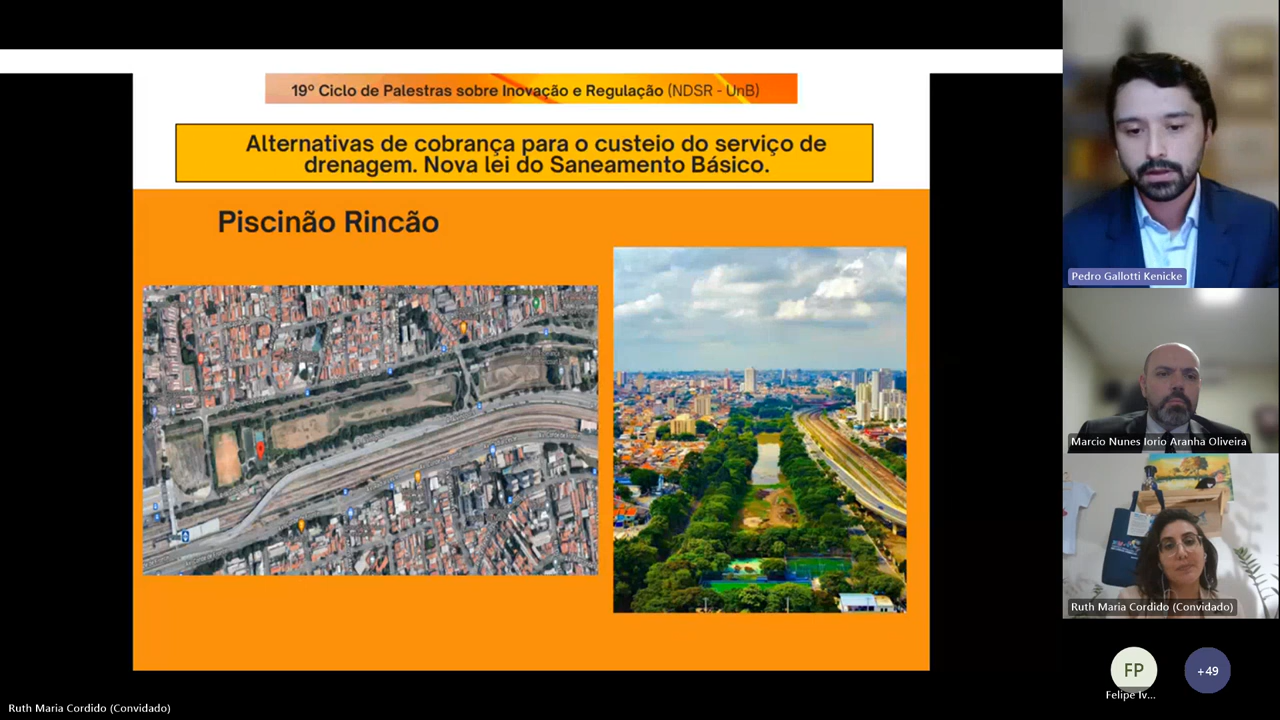 19º Ciclo de Palestras sobre Inovação e Regulação (NDSR - UnB)
Alternativas de cobrança para o custeio do serviço de
drenagem. Nova lei do Saneamento Básico.
Piscinão Rincão
Pedro Gallotti Kenicke
Marcio Nunes Iorio Aranha Oliveira
Ruth Maria Cordido (Convidado)
FP
+49
Felipe Iv...
Ruth Maria Cordido (Convidado)